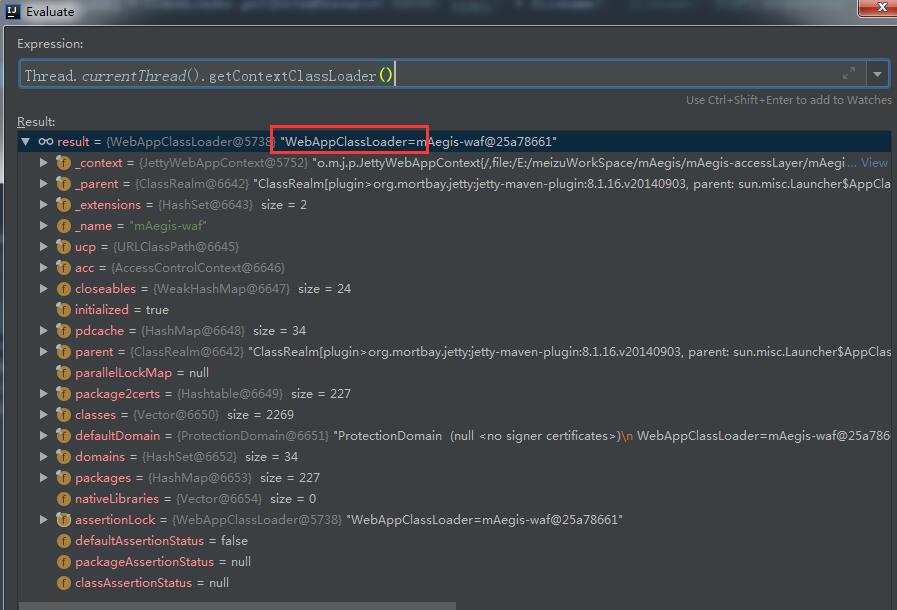 Evaluate
Expression:
Thread.currentThread().getContextClassLoader()
Use Ctrl+Shift+Enter to add to Watches
Result:
result = {WebAppClassLoader@5738} "WebAppClassLoader=mAegis-waf@25a78661"
_context = {JettyWebAppContext@5752} "o.m.j.p.JettyWebAppContext{/,file:/E:/meizuWorkSpace/mAegis/mAegis-accessLayer/mAegi... View
_parent = {ClassRealm@6642} "ClassRealm[plugin>org.mortbay.jetty:jetty-maven-plugin:8.1.16.v20140903, parent: sun.misc.Launcher$AppCla
_extensions = {HashSet@6643} size = 2
_name = "mAegis-waf"
ucp = {URLClassPath@6645}
acc = {AccessControlContext@6646}
closeables = {WeakHashMap@6647} size = 24
initialized = true
pdcache = {HashMap@6648} size = 34
parent = {ClassRealm@6642} "ClassRealm[plugin>org.mortbay.jetty:jetty-maven-plugin:8.1.16.v20140903, parent: sun.misc.Launcher$AppClas
parallelLockMap = null
package2certs = {Hashtable@6649} size = 227
classes = {Vector@6650} size = 2269
defaultDomain = {ProtectionDomain@6651} "ProtectionDomain (null <no signer certificates>)\n WebAppClassLoader=mAegis-waf@25a786
domains = {HashSet@6652} size = 34
packages = {HashMap@6653} size = 227
nativeLibraries = {Vector@6654} size = 0
assertionLock = {WebAppClassLoader@5738} "WebAppClassLoader=mAegis-waf@25a78661"
defaultAssertionStatus = false
packageAssertionStatus = null
classAssertionStatus = null